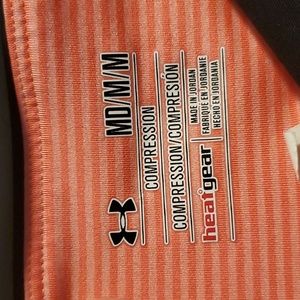 MD/M/M
COMPRESSION
COMPRESSION/COMPRESIÓN
MADE IN JORDAN
FABRIQUÉ EN JORDANIE
HECHO EN JORDANIA
heatgear